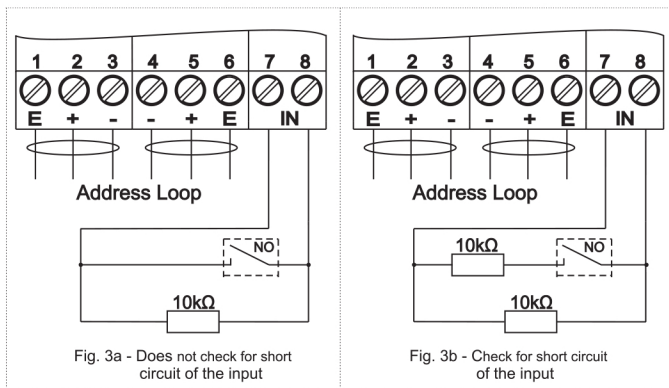 1 2 3 4 5 6 7 8
E + - - + E IN
Address Loop
NO
10kΩ
Fig. 3a - Does not check for short
circuit of the input
1 2 3 4 5 6 7 8
E + - - + E IN
Address Loop
10kΩ NO
10kΩ
Fig. 3b - Check for short circuit
of the input